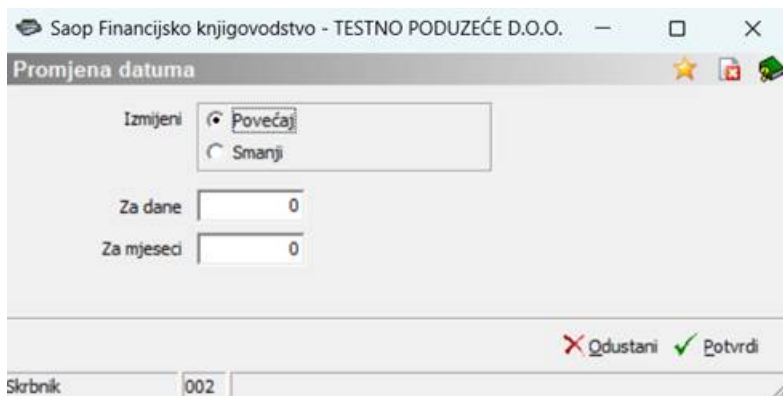 Saop Financijsko knjigovodstvo - TESTNO PODUZEĆE D.O.O.
Promjena datuma
Izmijeni Povećaj
Smanji
Za dane 0
Za mjeseci 0
Odustani Potvrdi
Skrbnik 002